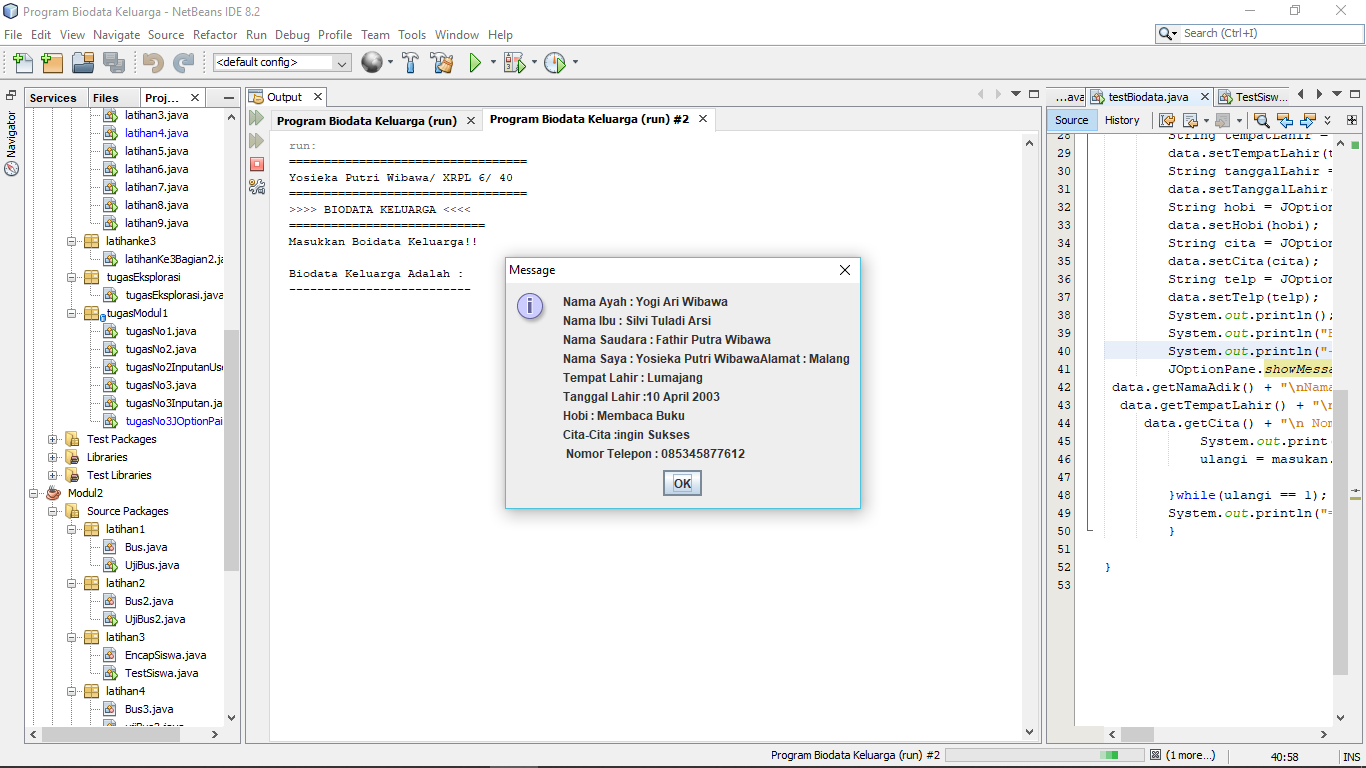 Program Biodata Keluarga - NetBeans IDE 8.2
File Edit View Navigate Source Refactor Run Debug Profile Team Tools Window Help
Search (Ctrl+I)
<default config>
Navigator
Services Files Proj...
latihan3.java
latihan4.java
latihan5.java
latihan6.java
latihan7.java
latihan8.java
latihan9.java
latihanke3
latihanKe3Bagian2.ja
tugasEksplorasi
tugasEksplorasi.java
tugasModul1
tugasNo1.java
tugasNo2.java
tugasNo2InputanUse
tugasNo3.java
tugasNo3Inputan.ja
tugasNo3JOptionPai
Test Packages
Libraries
Test Libraries
Modul2
Source Packages
latihan1
Bus.java
UjiBus.java
latihan2
Bus2.java
UjiBus2.java
latihan3
EncapSiswa.java
TestSiswa.java
latihan4
Bus3.java
Output
Program Biodata Keluarga (run) Program Biodata Keluarga (run) #2
run:
==================================
Yosieka Putri Wibawa/ XRPL 6/ 40
==================================
>>>> BIODATA KELUARGA <<<<
============================
Masukkan Boidata Keluarga!!
Biodata Keluarga Adalah :
--------------------------
Message
Nama Ayah : Yogi Ari Wibawa
Nama Ibu : Silvi Tuladi Arsi
Nama Saudara : Fathir Putra Wibawa
Nama Saya : Yosieka Putri WibawaAlamat : Malang
Tempat Lahir : Lumajang
Tanggal Lahir :10 April 2003
Hobi : Membaca Buku
Cita-Cita :ingin Sukses
Nomor Telepon : 085345877612
OK
...ava testBiodata.java TestSisw...
Source History
28 String tempatLahir =
29 data.setTempatLahir(t
30 String tanggalLahir =
31 data.setTanggalLahir(
32 String hobi = JOption
33 data.setHobi(hobi);
34 String cita = JOption
35 data.setCita(cita);
36 String telp = JOption
37 data.setTelp(telp);
38 System.out.println();
39 System.out.println("B
40 System.out.println("-
41 JOptionPane.showMessa
42 data.getNamaAdik() + "\nNama
43 data.getTempatLahir() + "\n
44 data.getCita() + "\n Nom
45 System.out.print(
46 ulangi = masukan.
47
48 }while(ulangi == 1);
49 System.out.println("=
50 }
51
52 }
53
Program Biodata Keluarga (run) #2 (1 more...) 40:58 INS